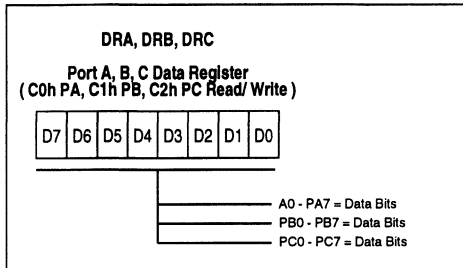 DRA, DRB, DRC
Port A, B, C Data Register
( C0h PA, C1h PB, C2h PC Read/ Write )
D7 D6 D5 D4 D3 D2 D1 D0
A0 - PA7 = Data Bits
PB0 - PB7 = Data Bits
PC0 - PC7 = Data Bits